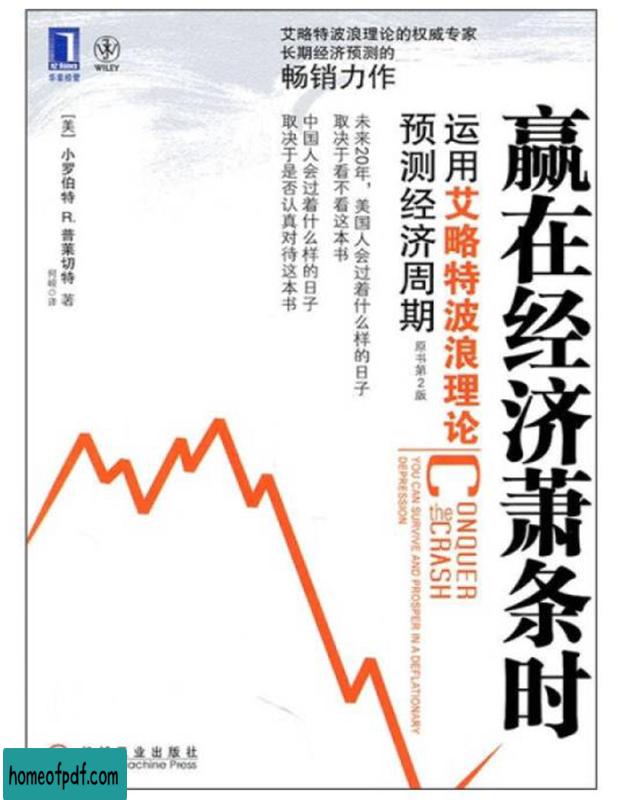 华章经管
WILEY
艾略特波浪理论的权威专家
长期经济预测的
畅销力作
赢在经济萧条时
运用艾略特波浪理论
预测经济周期
原书第2版
未来20年，美国人会过着什么样的日子
取决于看不看这本书
中国人会过着什么样的日子
取决于是否认真对待这本书
[美] 小罗伯特 R. 普莱切特 著
何峻◎译
CONQUER
the CRASH
YOU CAN SURVIVE AND PROSPER IN A DEFLATIONARY
DEPRESSION
业出版社
achine Press
homeofpdf.com